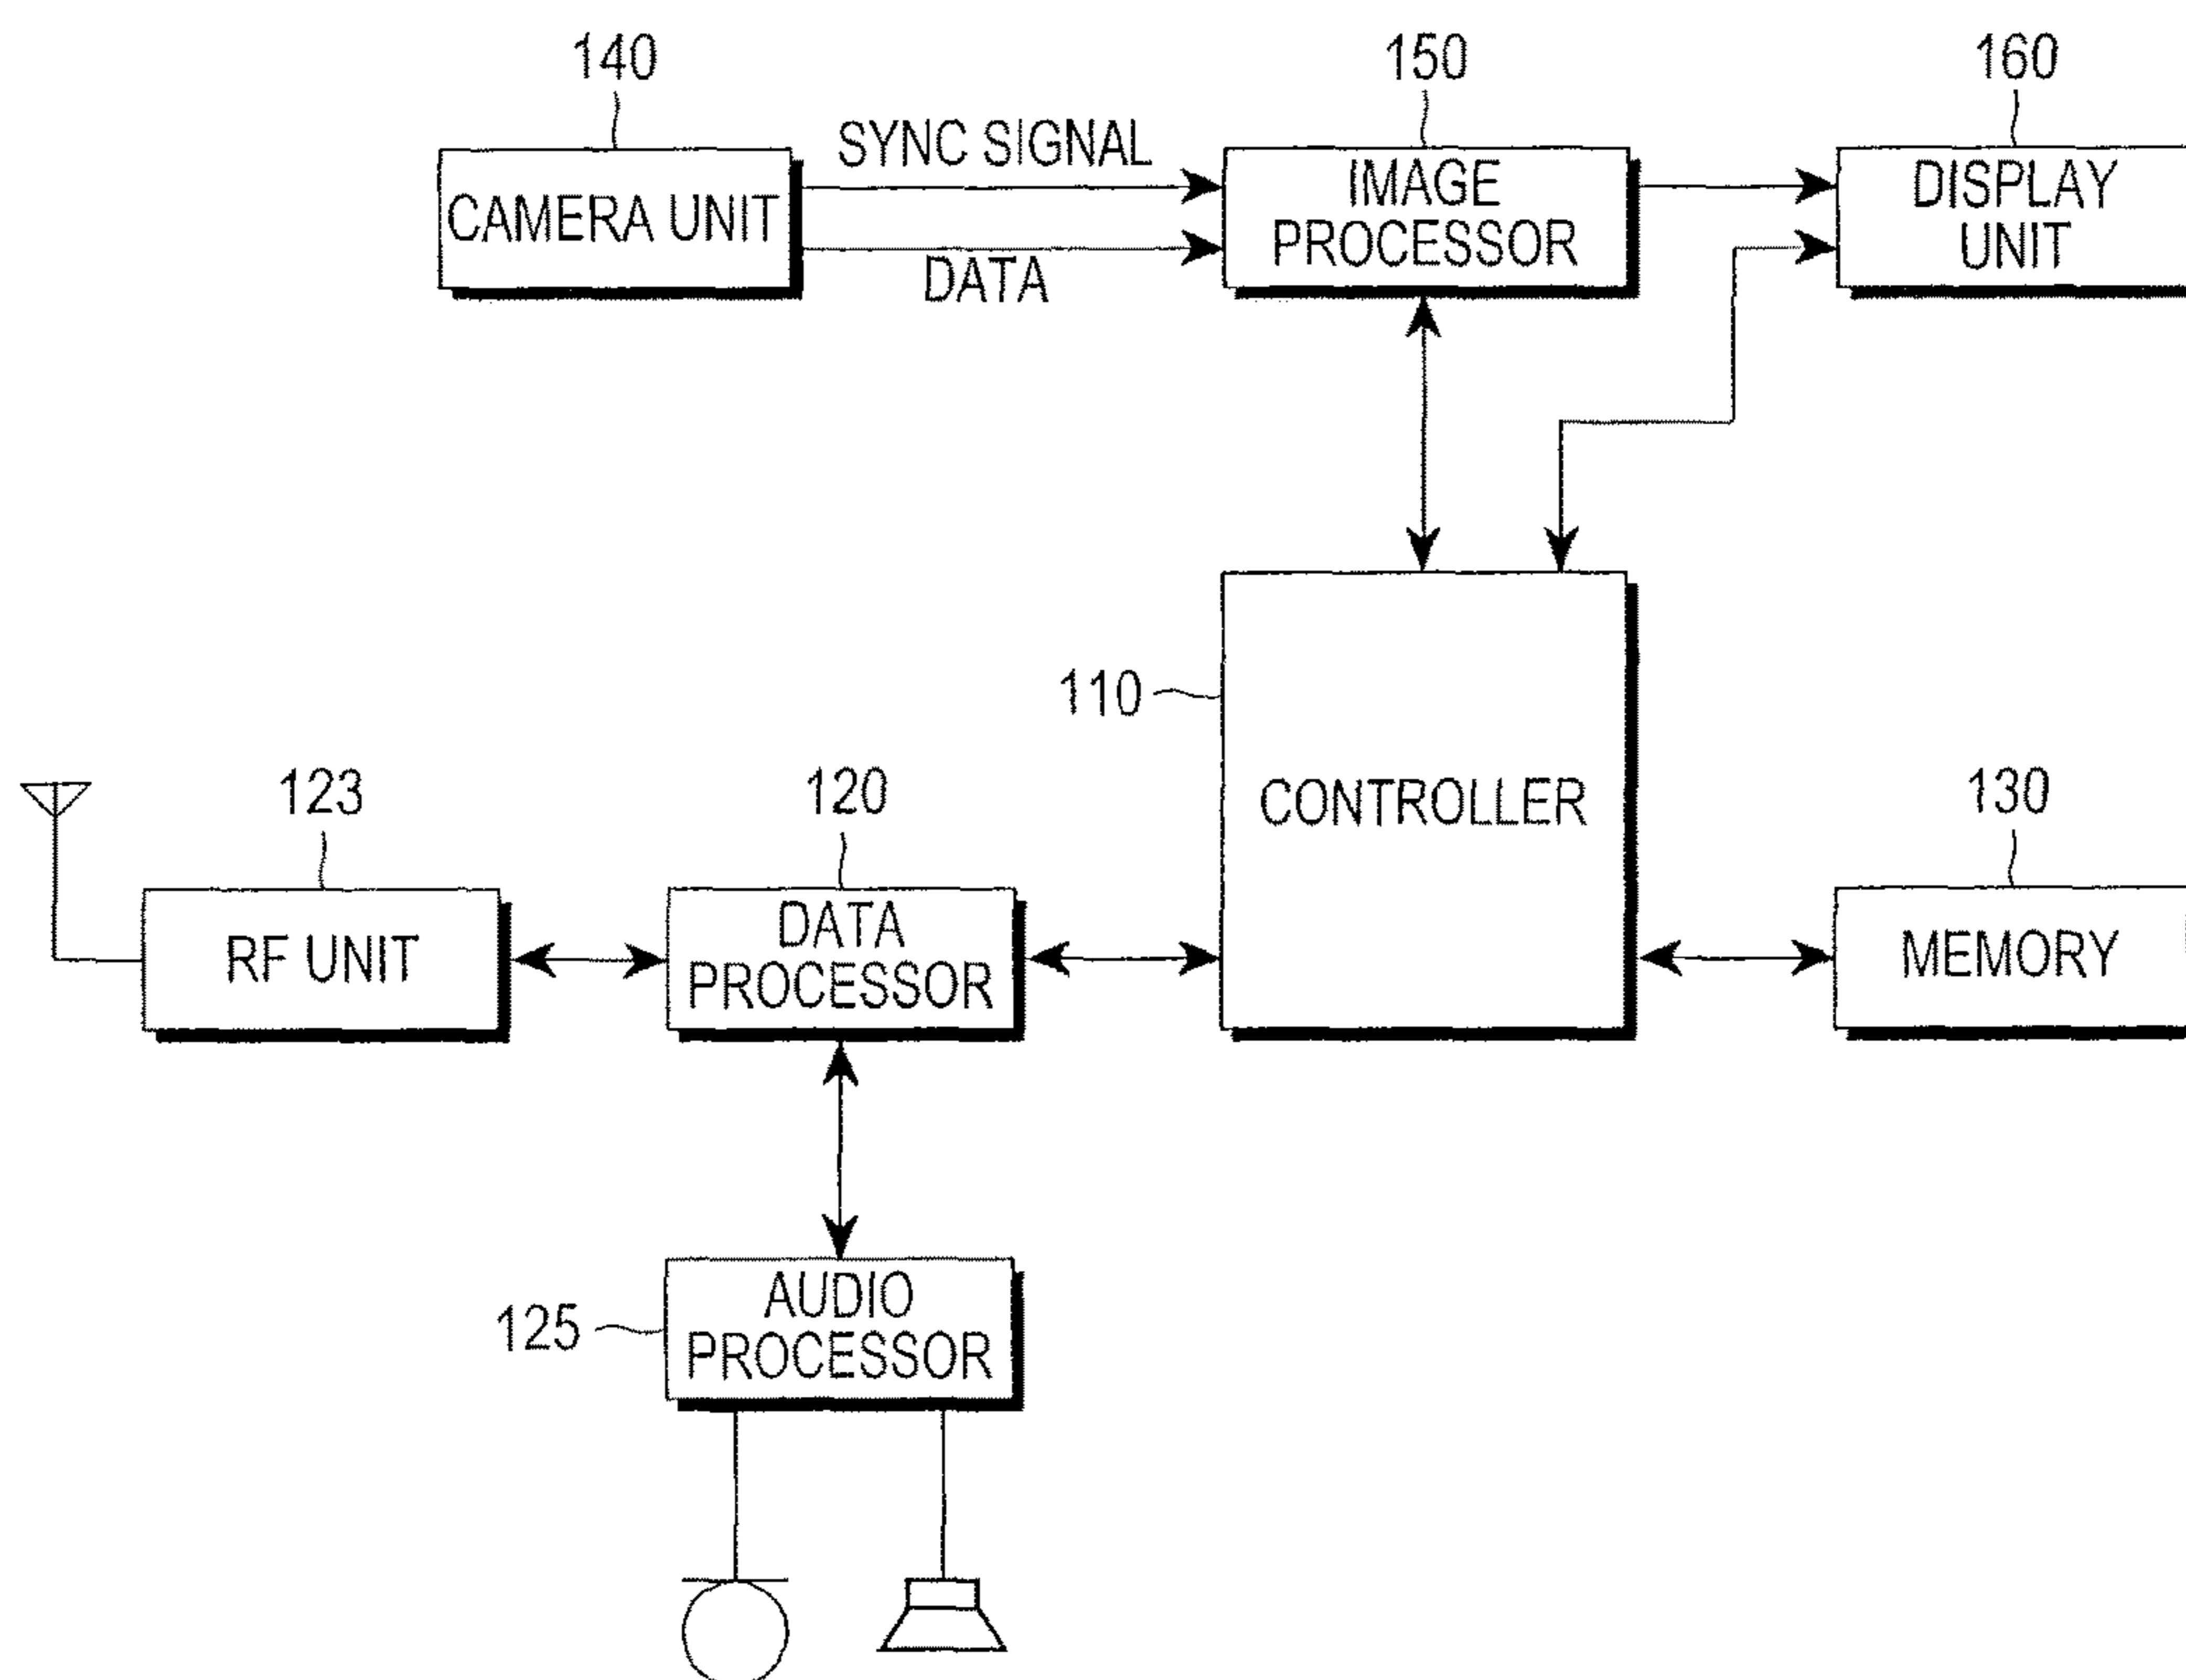 140
150
160
SYNC SIGNAL
CAMERA UNIT
DATA
IMAGE
PROCESSOR
DISPLAY
UNIT
110
CONTROLLER
123
120
130
RF UNIT
DATA
PROCESSOR
MEMORY
125
AUDIO
PROCESSOR